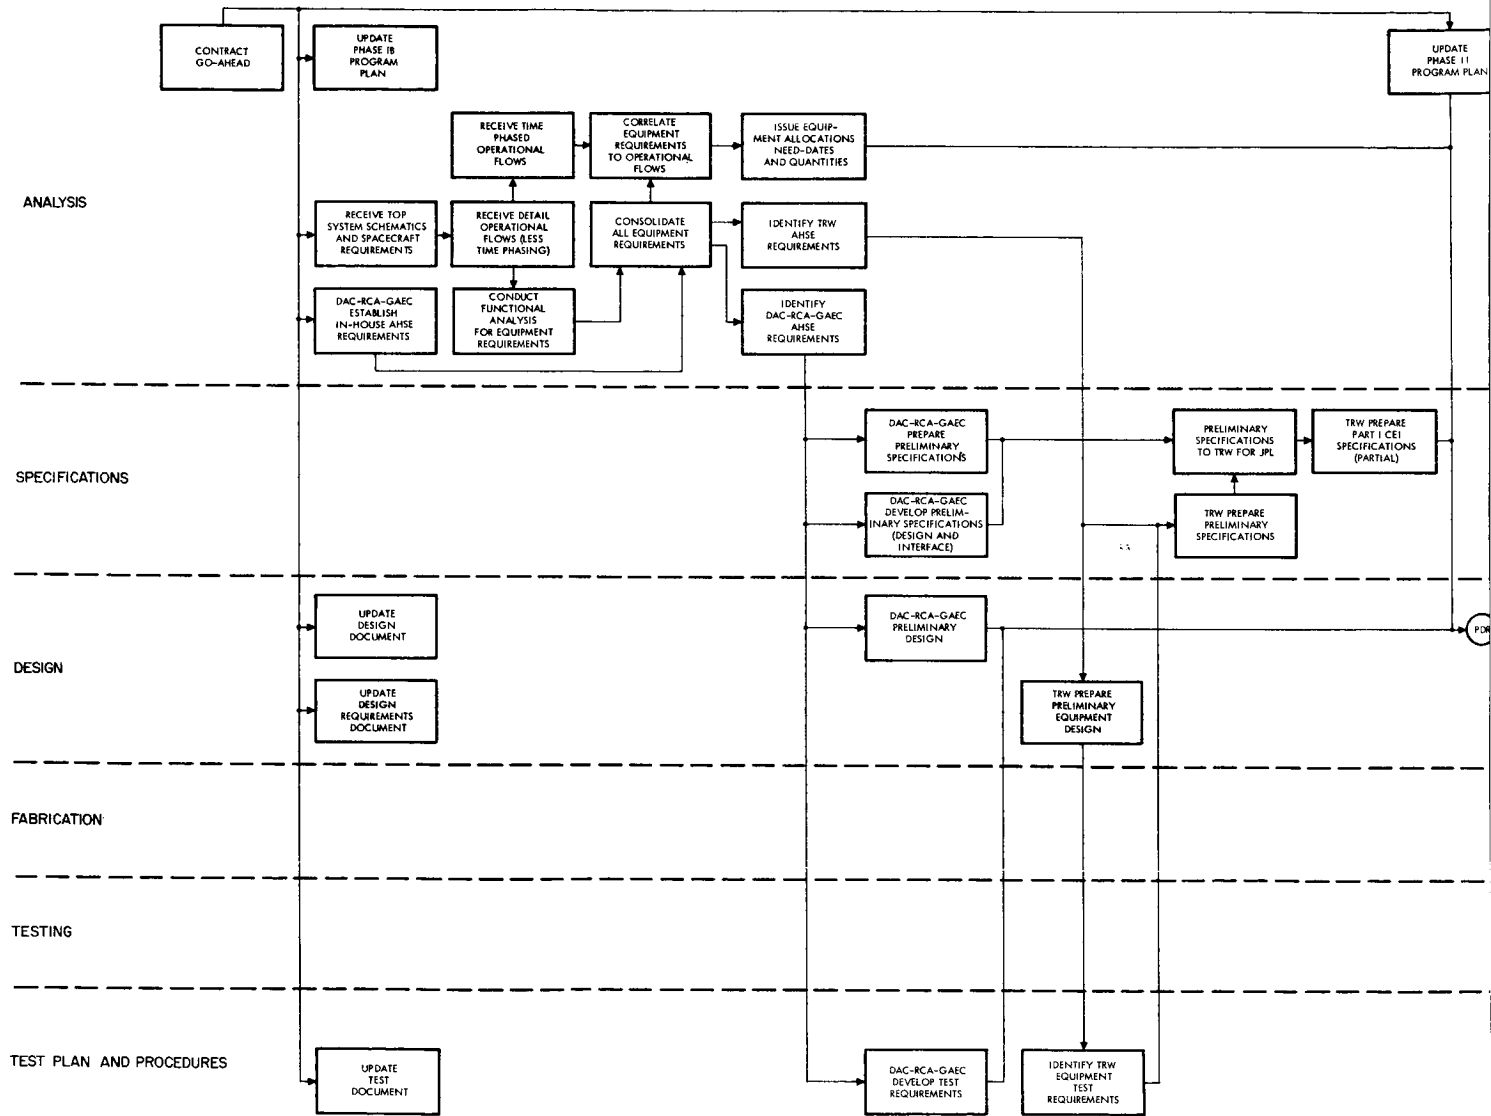 CONTRACT
GO-AHEAD
UPDATE
PHASE IB
PROGRAM
PLAN
UPDATE
PHASE II
PROGRAM PLAN
ANALYSIS
RECEIVE TIME
PHASED
OPERATIONAL
FLOWS
CORRELATE
EQUIPMENT
REQUIREMENTS
TO OPERATIONAL
FLOWS
ISSUE EQUIP-
MENT ALLOCATIONS
NEED-DATES
AND QUANTITIES
RECEIVE TOP
SYSTEM SCHEMATICS
AND SPACECRAFT
REQUIREMENTS
RECEIVE DETAIL
OPERATIONAL
FLOWS (LESS
TIME PHASING)
CONSOLIDATE
ALL EQUIPMENT
REQUIREMENTS
IDENTIFY TRW
AHSE
REQUIREMENTS
DAC-RCA-GAEC
ESTABLISH
IN-HOUSE AHSE
REQUIREMENTS
CONDUCT
FUNCTIONAL
ANALYSIS
FOR EQUIPMENT
REQUIREMENTS
IDENTIFY
DAC-RCA-GAEC
AHSE
REQUIREMENTS
SPECIFICATIONS
DAC-RCA-GAEC
PREPARE
PRELIMINARY
SPECIFICATIONS
PRELIMINARY
SPECIFICATIONS
TO TRW FOR JPL
TRW PREPARE
PART I CEI
SPECIFICATIONS
(PARTIAL)
DAC-RCA-GAEC
DEVELOP PRELIM-
INARY SPECIFICATIONS
(DESIGN AND
INTERFACE)
TRW PREPARE
PRELIMINARY
SPECIFICATIONS
DESIGN
UPDATE
DESIGN
DOCUMENT
DAC-RCA-GAEC
PRELIMINARY
DESIGN
PDR
UPDATE
DESIGN
REQUIREMENTS
DOCUMENT
TRW PREPARE
PRELIMINARY
EQUIPMENT
DESIGN
FABRICATION
TESTING
TEST PLAN AND PROCEDURES
UPDATE
TEST
DOCUMENT
DAC-RCA-GAEC
DEVELOP TEST
REQUIREMENTS
IDENTIFY TRW
EQUIPMENT
TEST
REQUIREMENTS